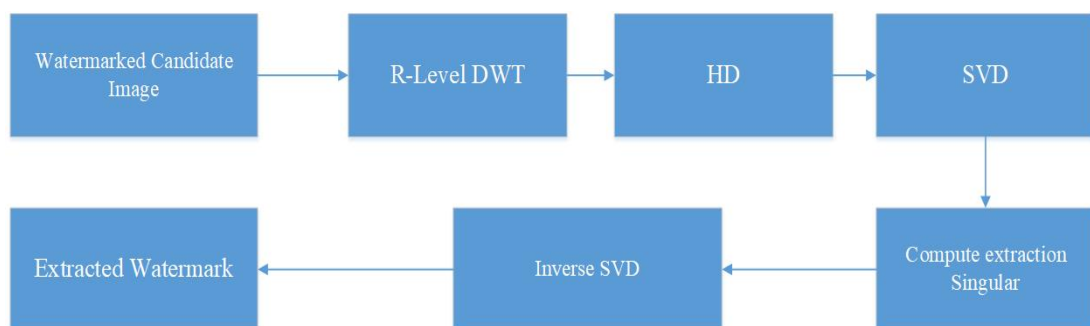 Watermarked Candidate
Image
R-Level DWT
HD
SVD
Compute extraction
Singular
Inverse SVD
Extracted Watermark